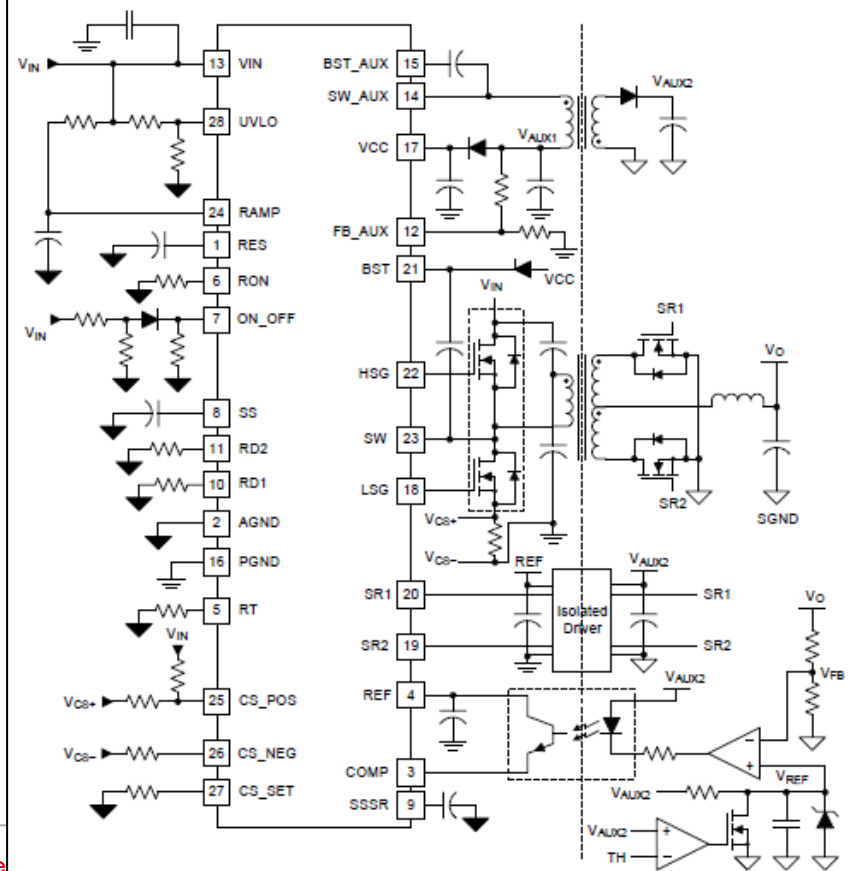 VIN
13 VIN
28 UVLO
24 RAMP
1 RES
6 RON
VIN
7 ON_OFF
8 SS
11 RD2
10 RD1
2 AGND
16 PGND
5 RT
VIN
VCS+
25 CS_POS
VCS–
26 CS_NEG
27 CS_SET
BST_AUX 15
SW_AUX 14
VCC 17
FB_AUX 12
BST 21
HSG 22
SW 23
LSG 18
SR1 20
SR2 19
REF 4
COMP 3
SSSR 9
VAUX1
VAUX2
VCC
VIN
VCS+
VCS–
SR1
SR2
VO
SGND
REF
VAUX2
Isolated
Driver
SR1
SR2
VO
VFB
VAUX2
VREF
VAUX2
VAUX2
TH
+
–
–
+
e